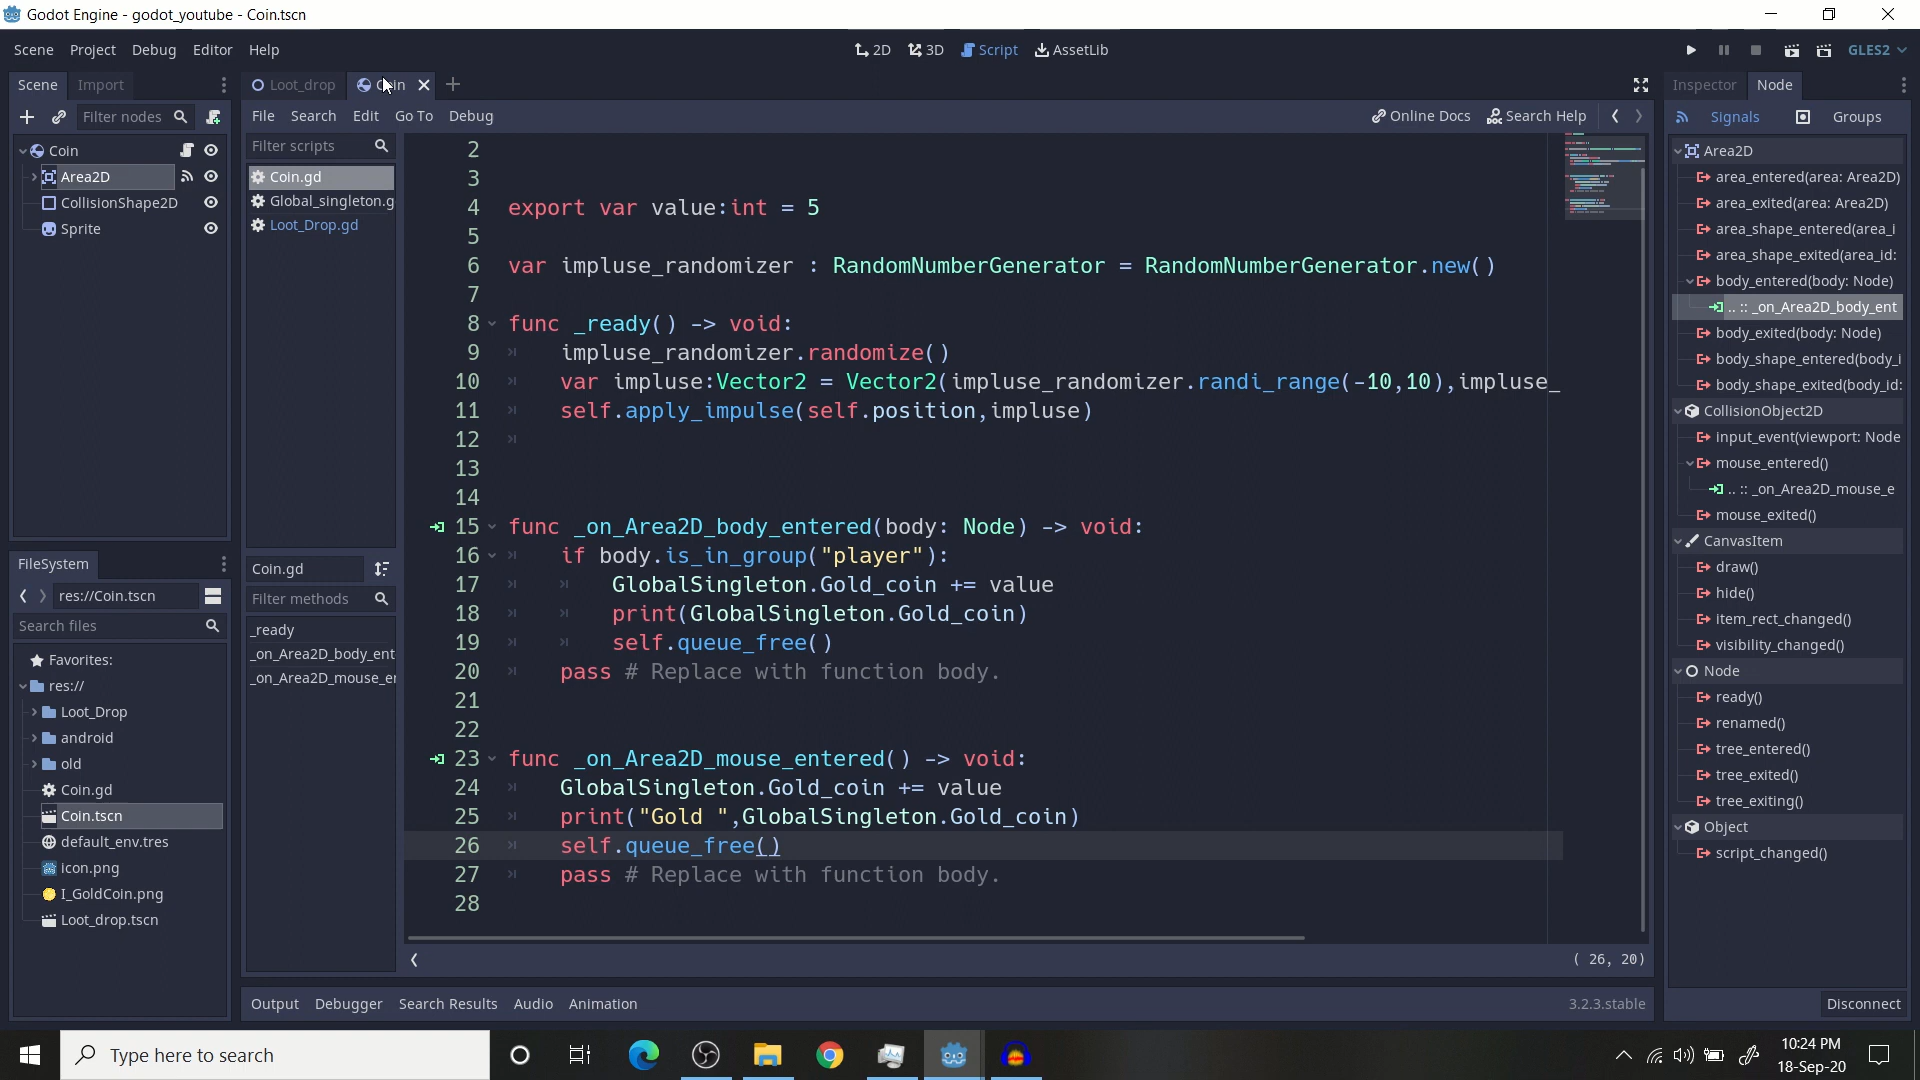 Godot Engine - godot_youtube - Coin.tscn
Scene Project Debug Editor Help
2D 3D Script AssetLib
GLES2
Scene Import
Loot_drop
Inspector Node
Filter nodes
File Search Edit Go To Debug
Online Docs Search Help
Signals Groups
Coin
Area2D
CollisionShape2D
Sprite
Filter scripts
Coin.gd
Global_singleton.g
Loot_Drop.gd
Coin.gd
Filter methods
_ready
_on_Area2D_body_ent
_on_Area2D_mouse_er
2
3
4 export var value:int = 5
5
6 var impluse_randomizer : RandomNumberGenerator = RandomNumberGenerator.new()
7
8 func _ready() -> void:
9 impluse_randomizer.randomize()
10 var impluse:Vector2 = Vector2(impluse_randomizer.randi_range(-10,10),impluse_
11 self.apply_impulse(self.position,impluse)
12
13
14
15 func _on_Area2D_body_entered(body: Node) -> void:
16 if body.is_in_group("player"):
17 GlobalSingleton.Gold_coin += value
18 print(GlobalSingleton.Gold_coin)
19 self.queue_free()
20 pass # Replace with function body.
21
22
23 func _on_Area2D_mouse_entered() -> void:
24 GlobalSingleton.Gold_coin += value
25 print("Gold ",GlobalSingleton.Gold_coin)
26 self.queue_free()
27 pass # Replace with function body.
28
( 26, 20)
Area2D
area_entered(area: Area2D)
area_exited(area: Area2D)
area_shape_entered(area_i
area_shape_exited(area_id:
body_entered(body: Node)
.. :: _on_Area2D_body_ent
body_exited(body: Node)
body_shape_entered(body_i
body_shape_exited(body_id:
CollisionObject2D
input_event(viewport: Node
mouse_entered()
.. :: _on_Area2D_mouse_e
mouse_exited()
CanvasItem
draw()
hide()
item_rect_changed()
visibility_changed()
Node
ready()
renamed()
tree_entered()
tree_exited()
tree_exiting()
Object
script_changed()
Disconnect
FileSystem
res://Coin.tscn
Search files
Favorites:
res://
Loot_Drop
android
old
Coin.gd
Coin.tscn
default_env.tres
icon.png
I_GoldCoin.png
Loot_drop.tscn
Output Debugger Search Results Audio Animation
3.2.3.stable
Type here to search
10:24 PM
18-Sep-20